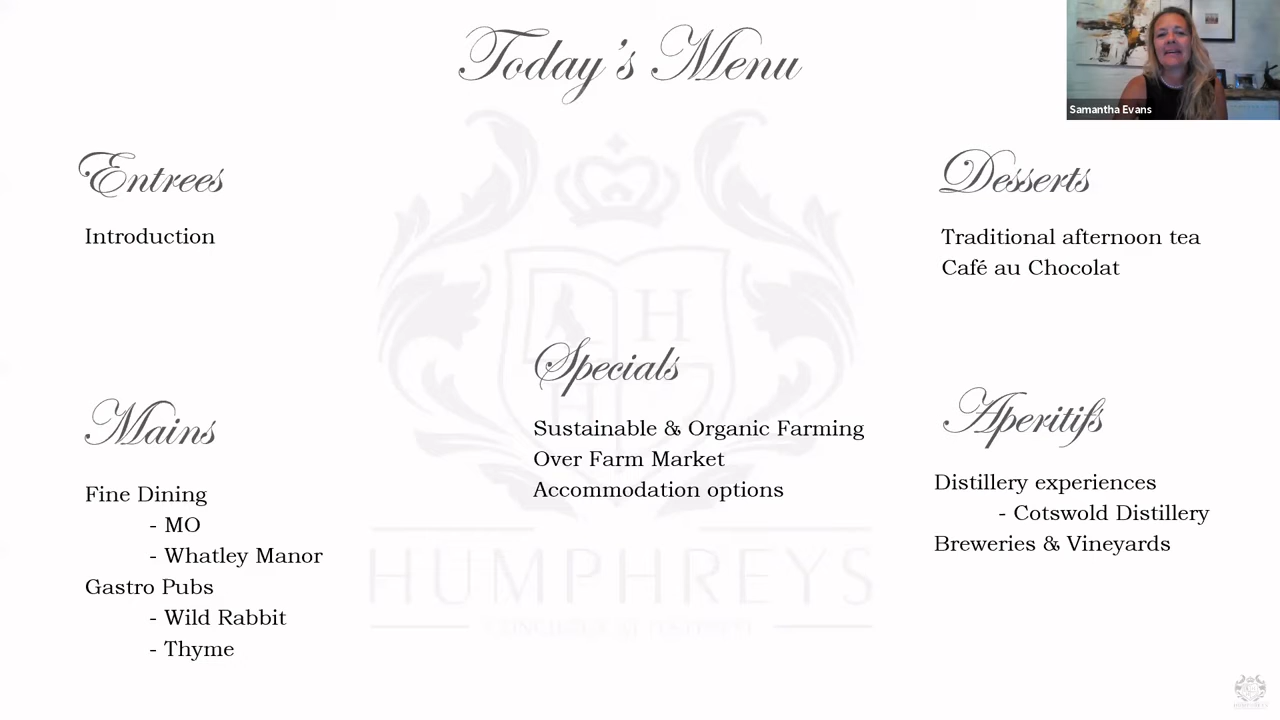 Today's Menu
Samantha Evans
Entrees
Introduction
Mains
Fine Dining
- MO
- Whatley Manor
Gastro Pubs
- Wild Rabbit
- Thyme
Specials
Sustainable & Organic Farming
Over Farm Market
Accommodation options
Desserts
Traditional afternoon tea
Café au Chocolat
Aperitifs
Distillery experiences
- Cotswold Distillery
Breweries & Vineyards
H
H
HUMPHREYS